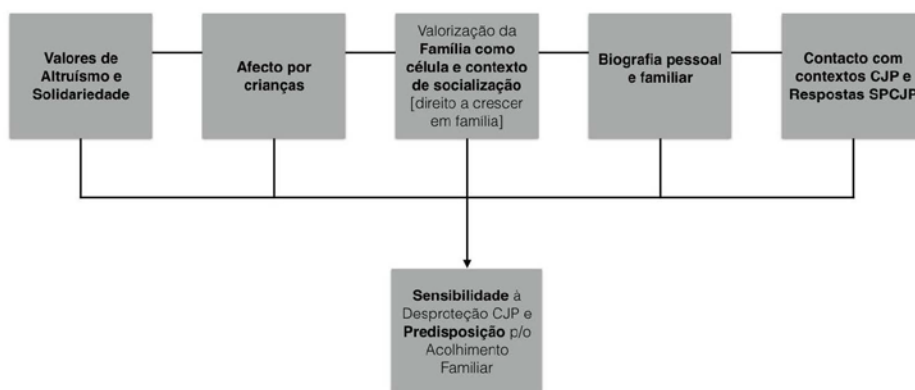 Valores de
Altruísmo e
Solidariedade
Afecto por
crianças
Valorização da
Família como
célula e contexto
de socialização
[direito a crescer
em familia]
Biografia pessoal
e familiar
Contacto com
contextos CJP e
Respostas SPCJP
Sensibilidade à
Desproteção CJP e
Predisposição p/o
Acolhimento
Familiar